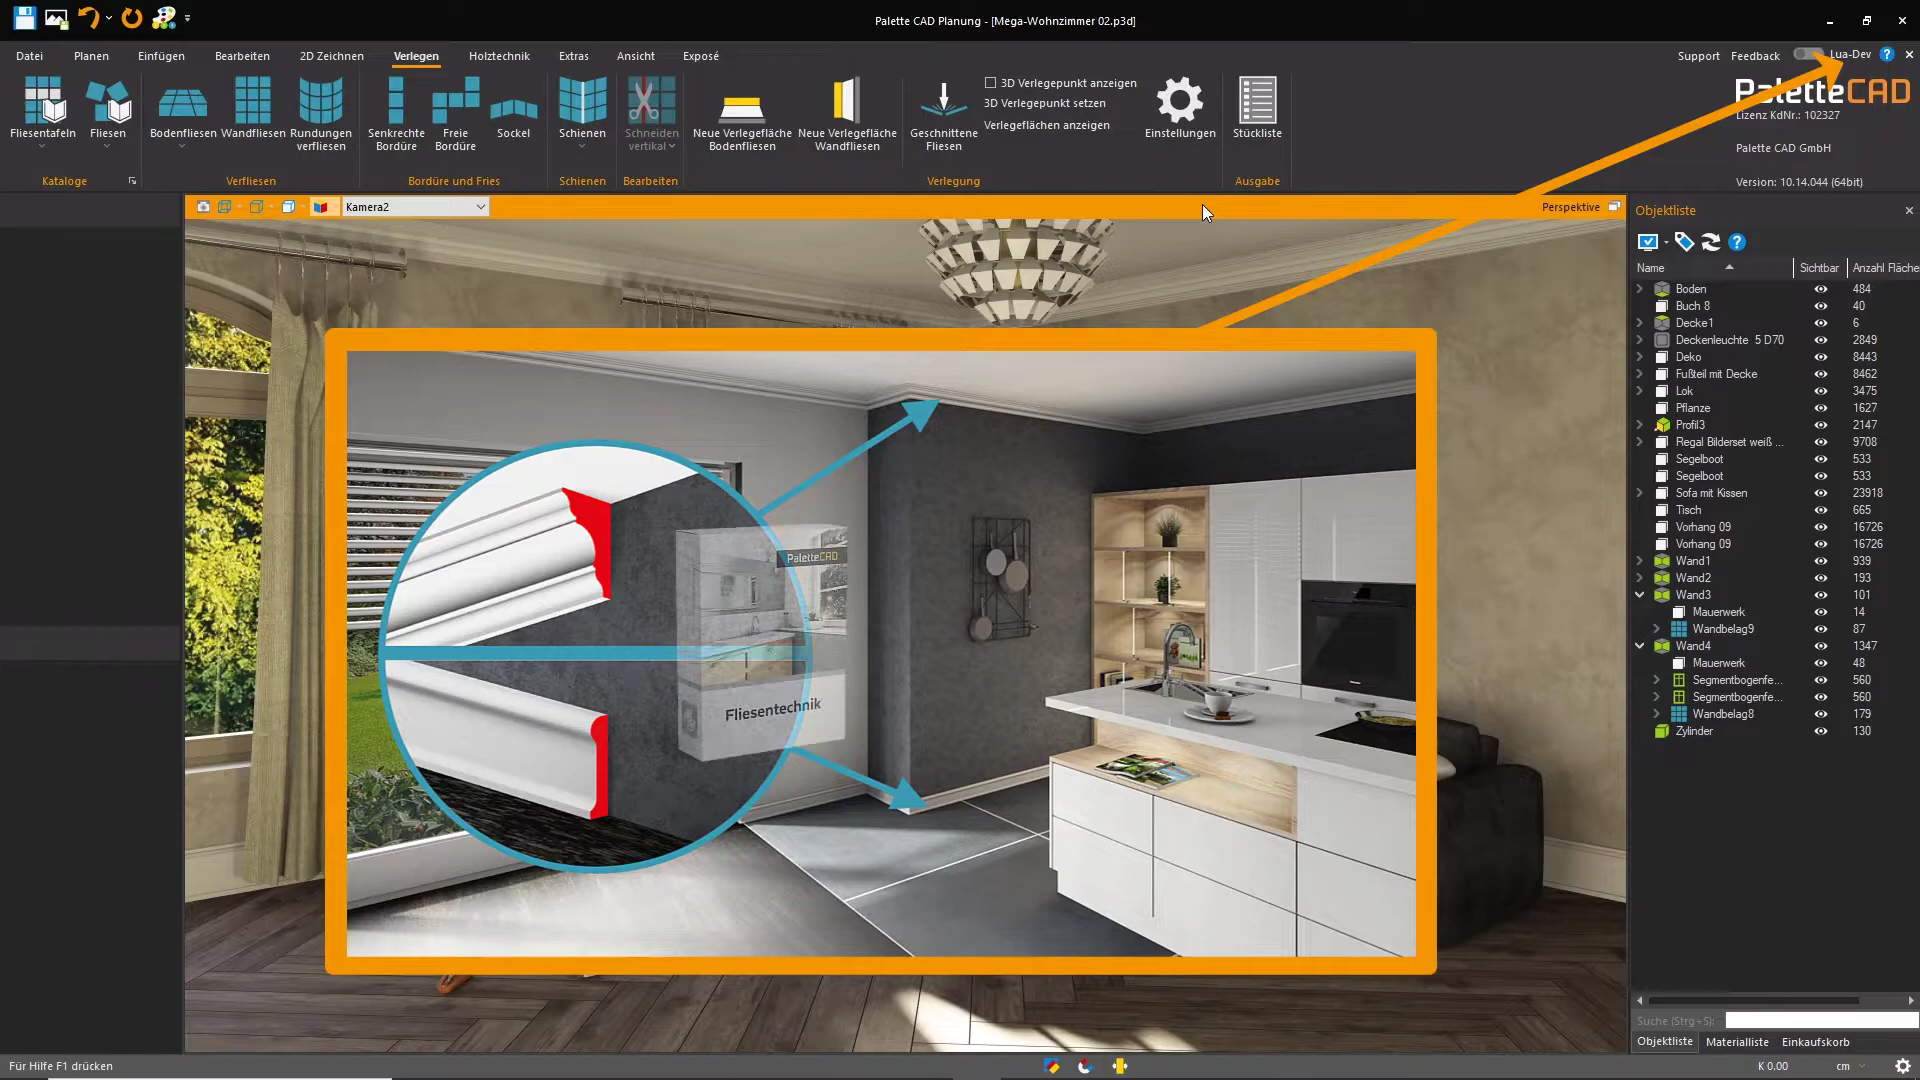 Palette CAD Planung - [Mega-Wohnzimmer 02.p3d]
Datei Planen Einfügen Bearbeiten 2D Zeichnen Verlegen Holztechnik Extras Ansicht Exposé
Support Feedback Lua-Dev
PaletteCAD
Lizenz KdNr.: 102327
Palette CAD GmbH
Version: 10.14.044 (64bit)
Fliesentafeln
Fliesen
Kataloge
Bodenfliesen
Wandfliesen
Rundungen verfliesen
Verfliesen
Senkrechte Bordüre
Freie Bordüre
Sockel
Bordüre und Fries
Schienen
Schienen
Schneiden vertikal
Bearbeiten
Neue Verlegefläche Bodenfliesen
Neue Verlegefläche Wandfliesen
Geschnittene Fliesen
3D Verlegepunkt anzeigen
3D Verlegepunkt setzen
Verlegeflächen anzeigen
Einstellungen
Verlegung
Stückliste
Ausgabe
Kamera2
Perspektive
PaletteCAD
Fliesentechnik
Objektliste
Name Sichtbar Anzahl Fläche
Boden 484
Buch 8 40
Decke1 6
Deckenleuchte 5 D70 2849
Deko 8443
Fußteil mit Decke 8462
Lok 3475
Pflanze 1627
Profil3 2147
Regal Bilderset weiß ... 9708
Segelboot 533
Segelboot 533
Sofa mit Kissen 23918
Tisch 665
Vorhang 09 16726
Vorhang 09 16726
Wand1 939
Wand2 193
Wand3 101
Mauerwerk 14
Wandbelag9 87
Wand4 1347
Mauerwerk 48
Segmentbogenfe... 560
Segmentbogenfe... 560
Wandbelag8 179
Zylinder 130
Suche (Strg+S):
Objektliste Materialliste Einkaufskorb
Für Hilfe F1 drücken
K 0.00 cm